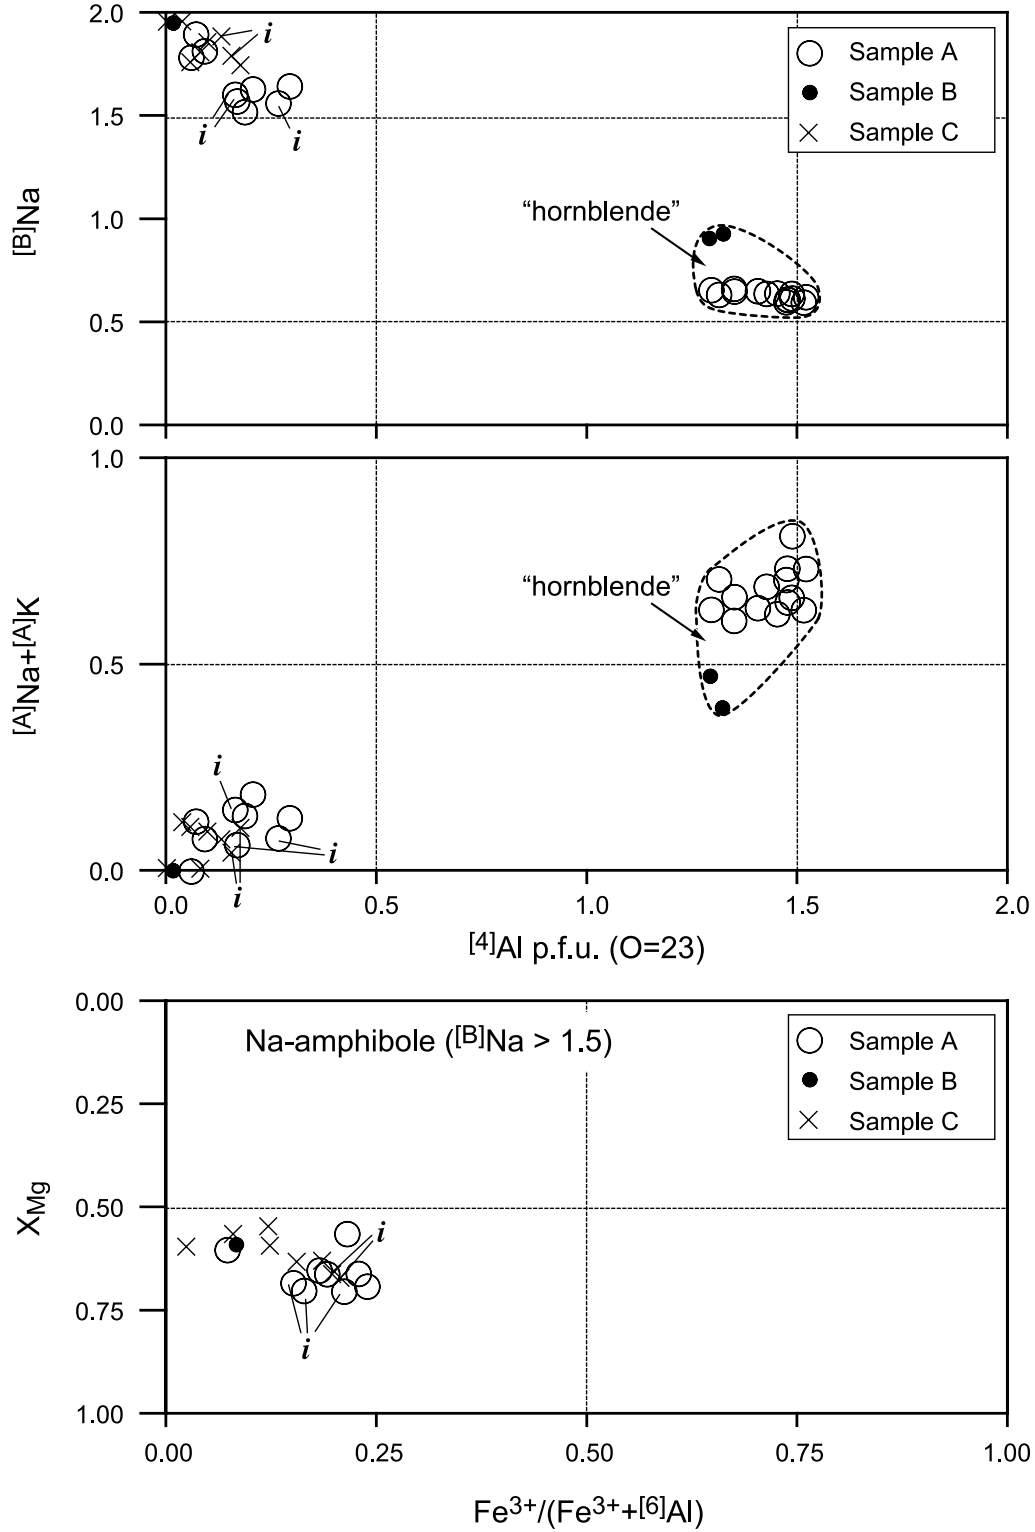 2.0
1.5
1.0
0.5
0.0
[B]Na
i
i
i
"hornblende"
Sample A
Sample B
Sample C
1.0
0.5
0.0
[A]Na+[A]K
"hornblende"
i
i
i
0.0 0.5 1.0 1.5 2.0
[4]Al p.f.u. (O=23)
0.00
0.25
0.50
0.75
1.00
XMg
Na-amphibole ([B]Na > 1.5)
Sample A
Sample B
Sample C
i
i
0.00 0.25 0.50 0.75 1.00
Fe3+/(Fe3++[6]Al)